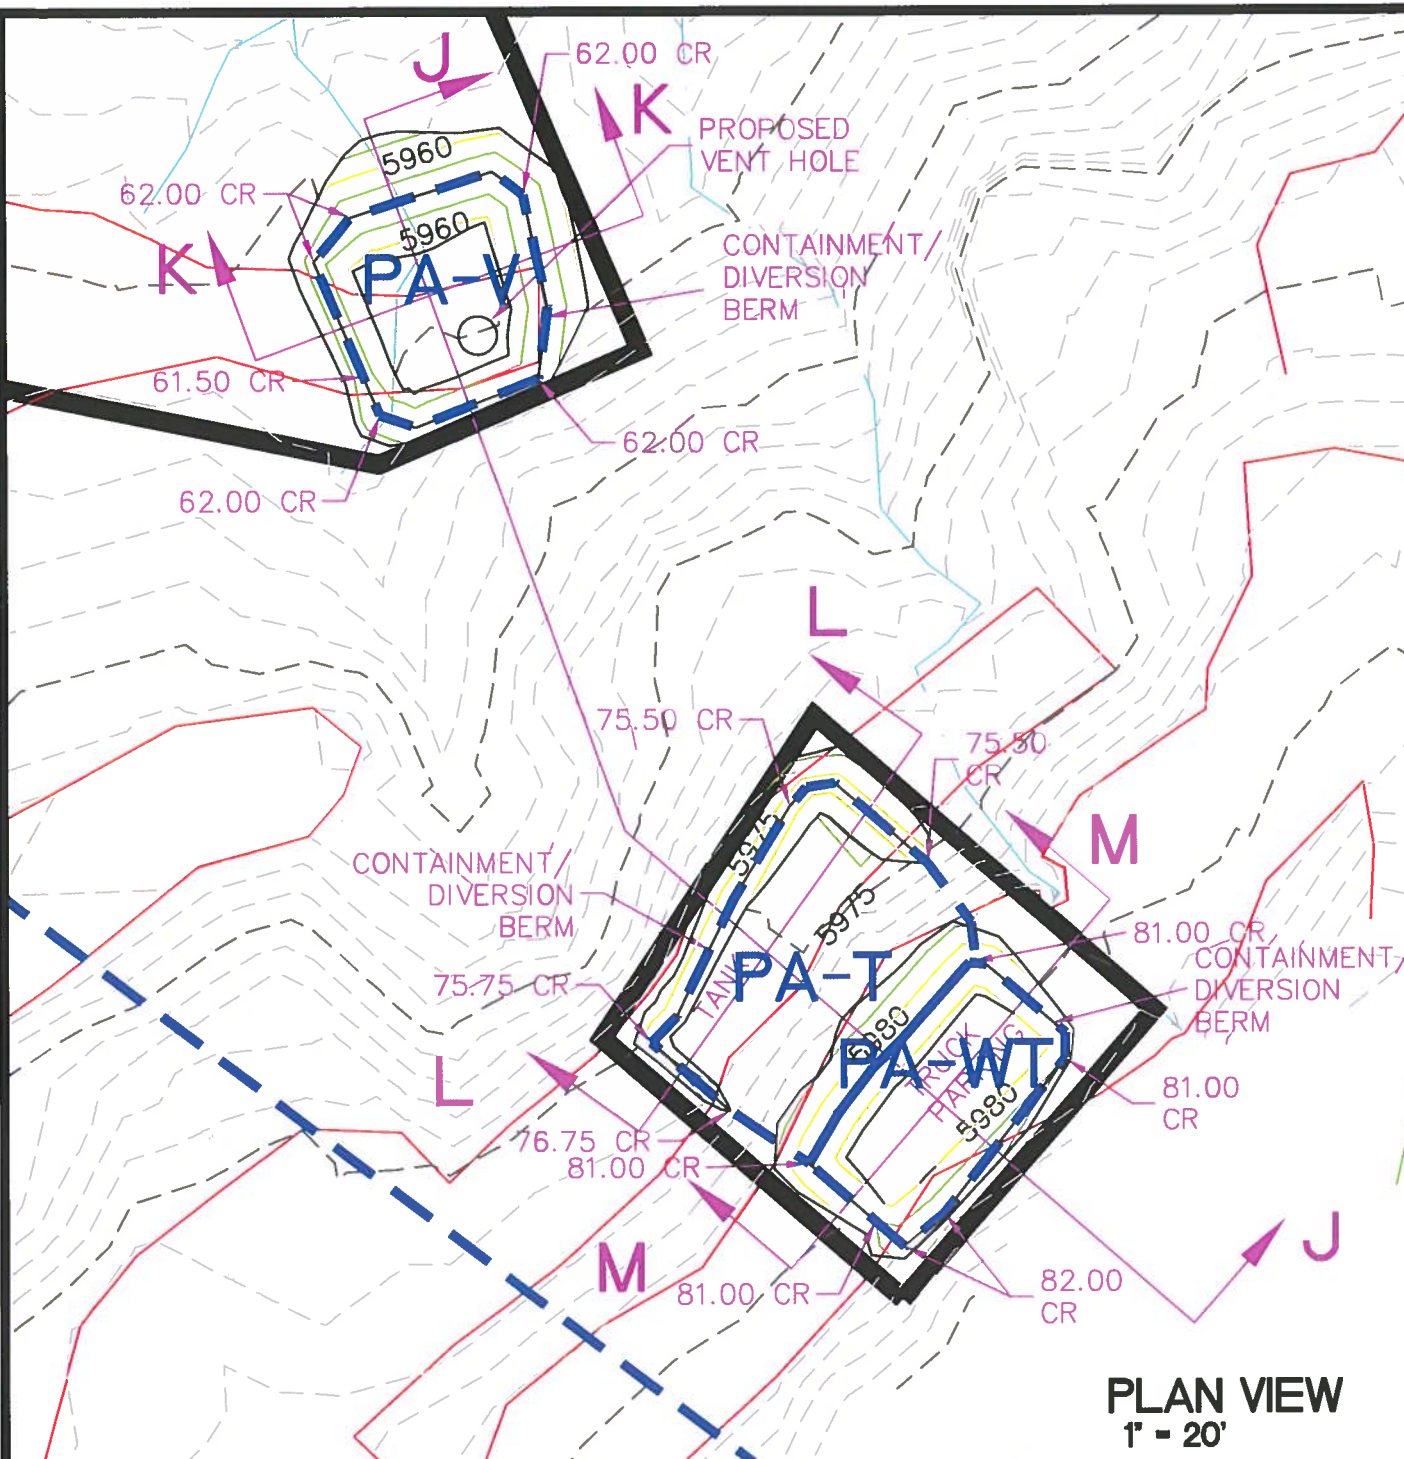 J
62.00 CR
K
PROPOSED
VENT HOLE
5960
62.00 CR
5960
K
PA-V
CONTAINMENT/
DIVERSION
BERM
61.50 CR
62.00 CR
62.00 CR
L
75.50 CR
75.50
CR
M
5975
CONTAINMENT/
DIVERSION
BERM
5975
81.00 CR
CONTAINMENT/
DIVERSION
BERM
PA-T
75.75 CR
TANK
5980
PA-WT
TRUCK
PARKING
5980
L
81.00
CR
76.75 CR
81.00 CR
M
81.00 CR
82.00
CR
J
PLAN VIEW
1" - 20'